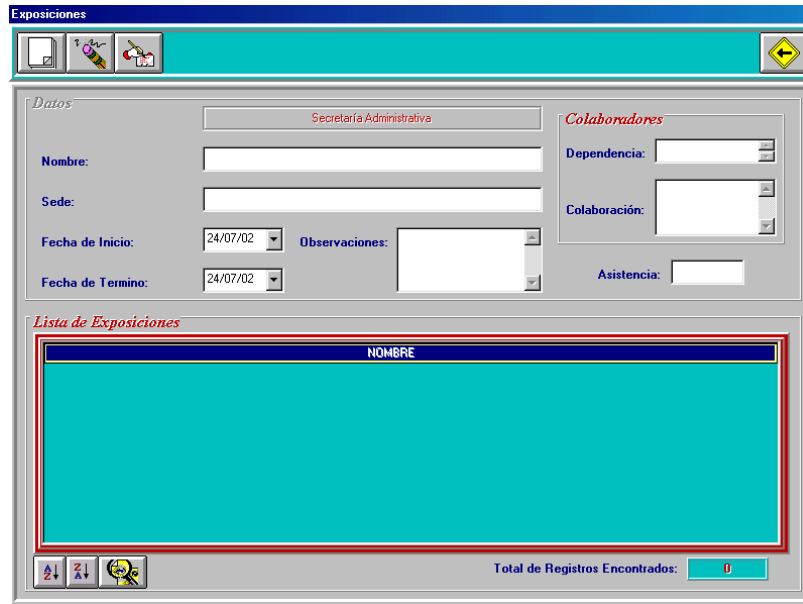 Exposiciones
Datos
Secretaría Administrativa
Colaboradores
Nombre:
Dependencia:
Sede:
Colaboración:
Fecha de Inicio:
24/07/02
Observaciones:
Fecha de Termino:
24/07/02
Asistencia:
Lista de Exposiciones
NOMBRE
A Z
Z A
Total de Registros Encontrados:
0